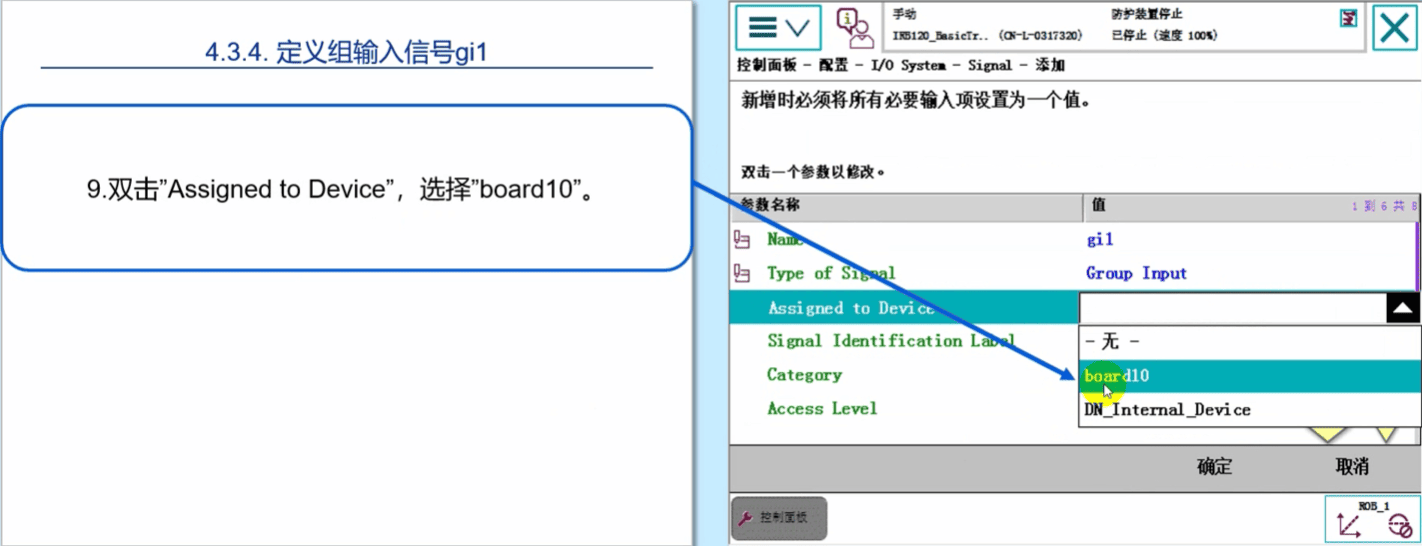 4.3.4. 定义组输入信号gi1
9.双击”Assigned to Device”，选择”board10”。
手动
防护装置停止
IRB120_BasicTr.. (CN-L-0317320)
已停止 (速度 100%)
控制面板 - 配置 - I/O System - Signal - 添加
新增时必须将所有必要输入项设置为一个值。
双击一个参数以修改。
参数名称
值
1 到 6 共 8
Name
gi1
Type of Signal
Group Input
Assigned to Device
Signal Identification Label
- 无 -
Category
board10
Access Level
DN_Internal_Device
确定
取消
控制面板
ROB_1